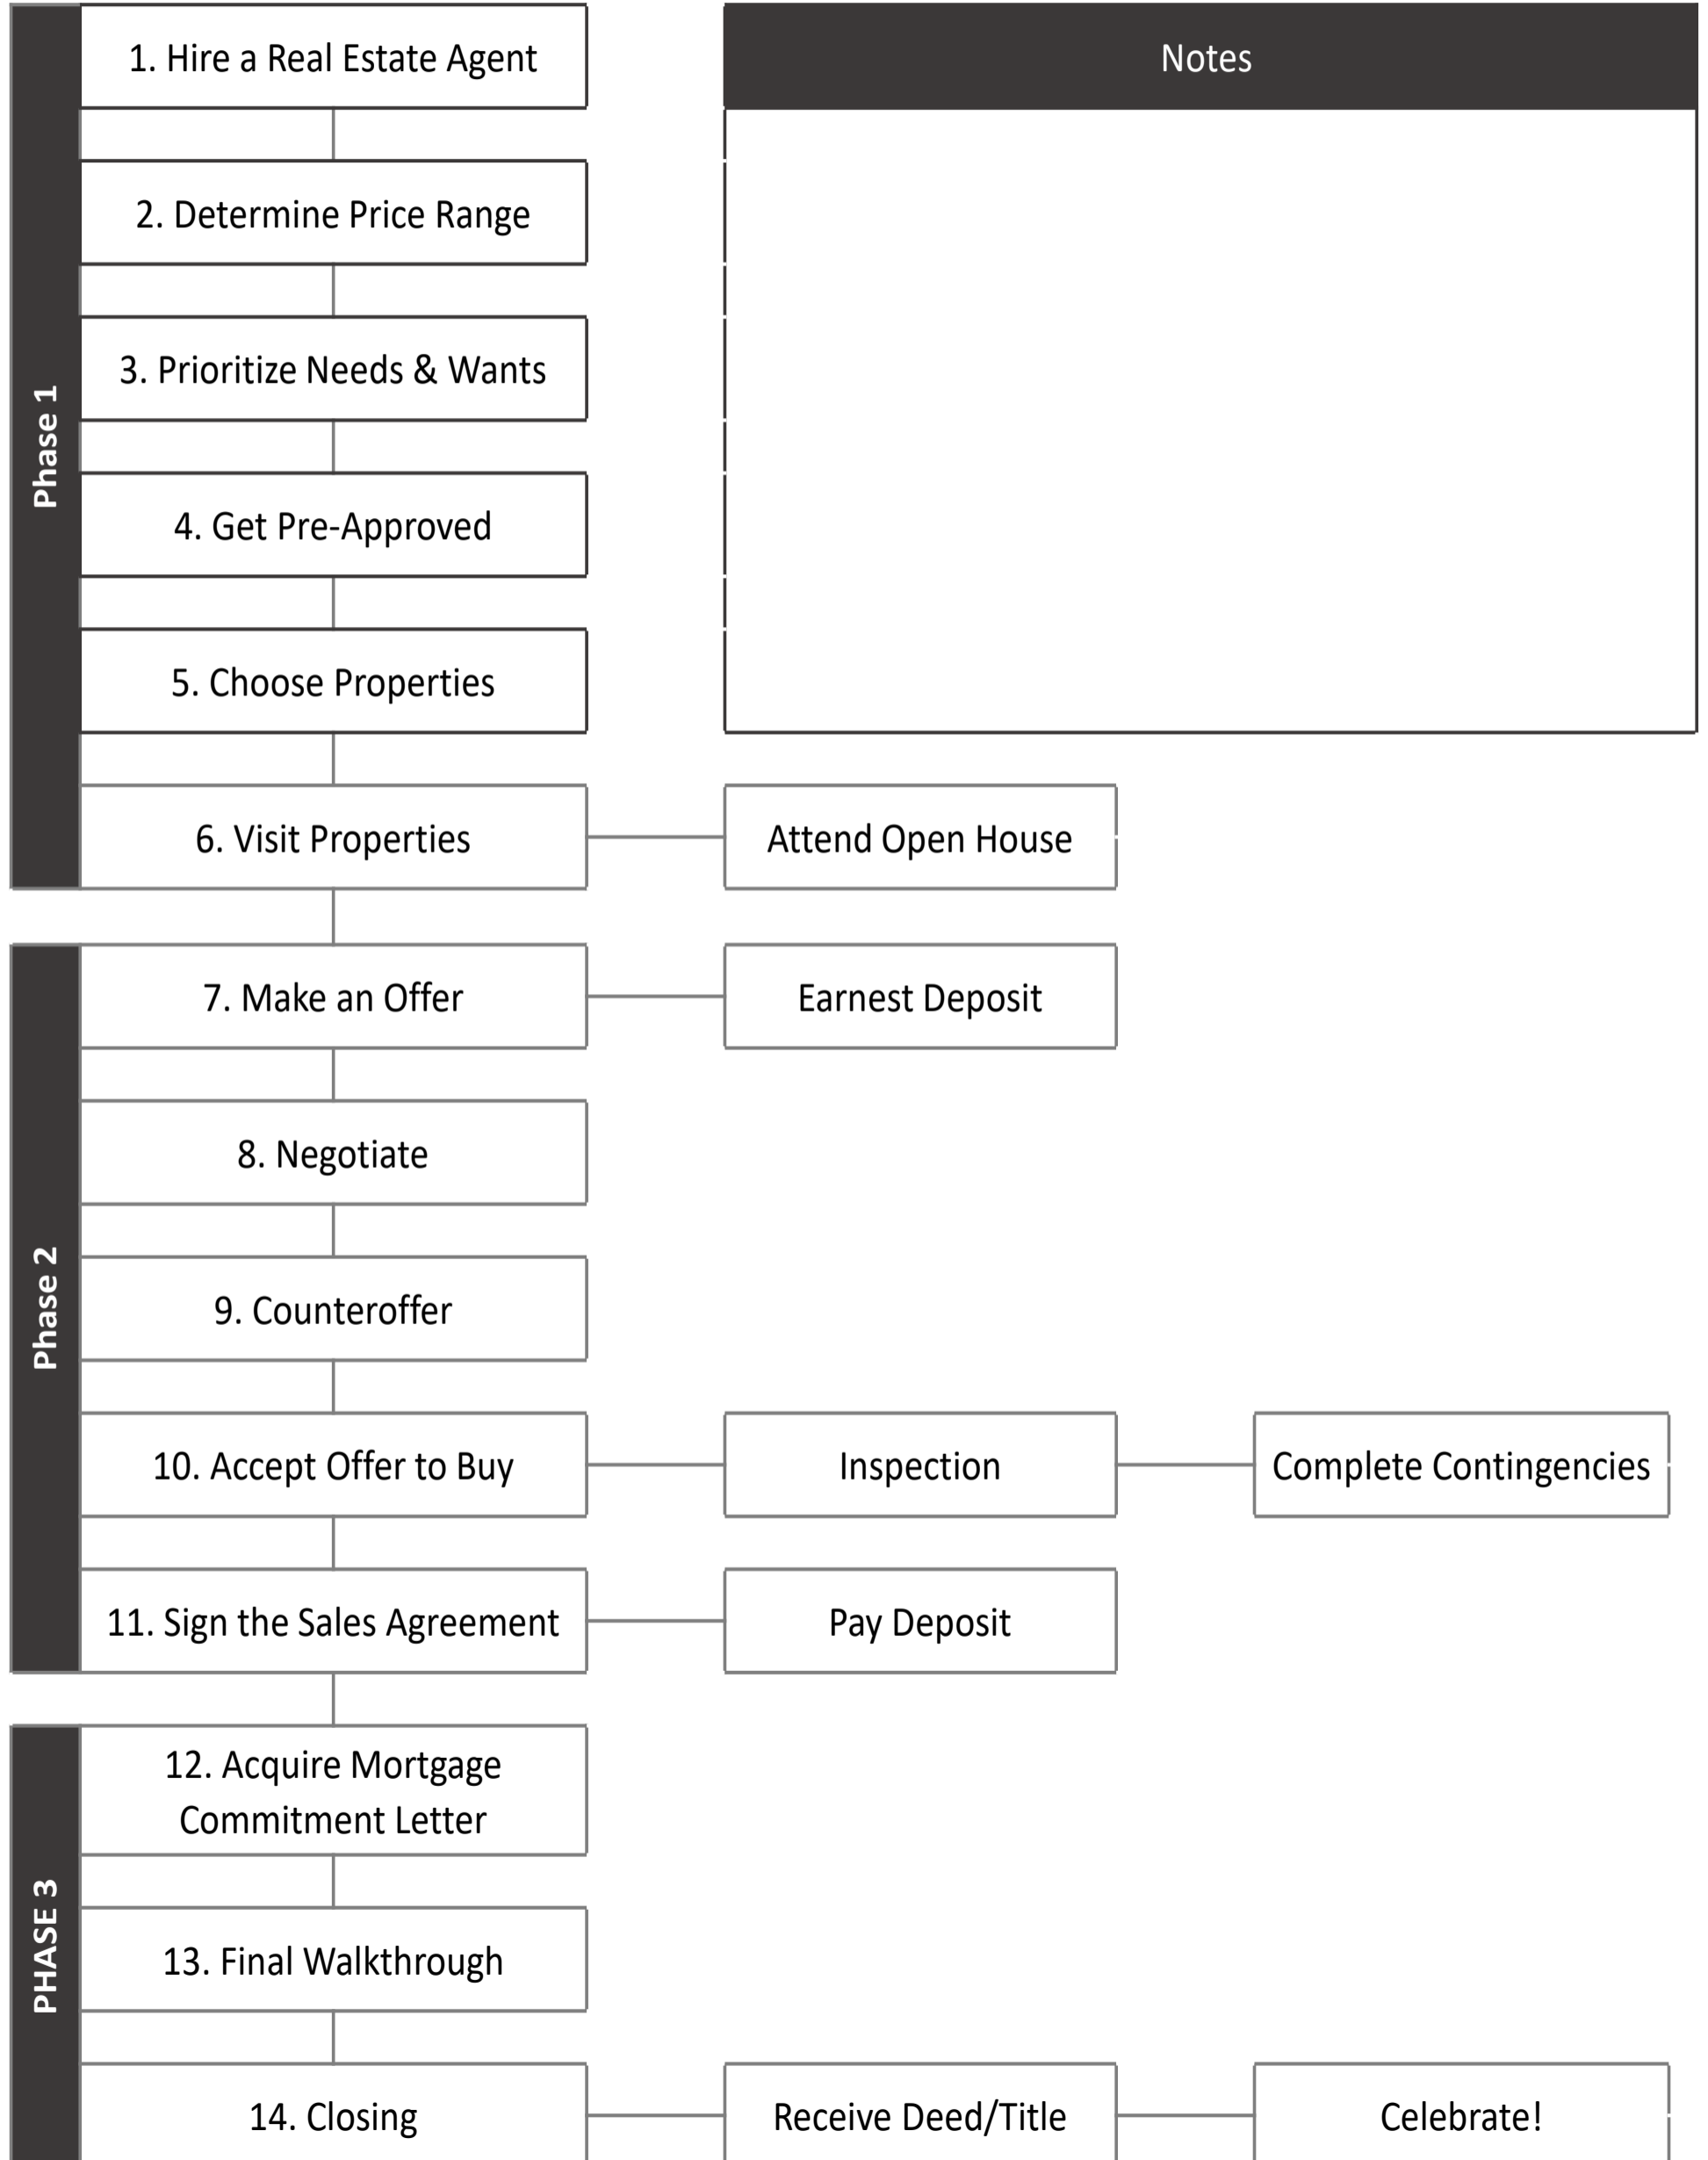 Phase 1
1. Hire a Real Estate Agent
Notes
2. Determine Price Range
3. Prioritize Needs & Wants
4. Get Pre-Approved
5. Choose Properties
6. Visit Properties
Attend Open House
Phase 2
7. Make an Offer
Earnest Deposit
8. Negotiate
9. Counteroffer
10. Accept Offer to Buy
Inspection
Complete Contingencies
11. Sign the Sales Agreement
Pay Deposit
PHASE 3
12. Acquire Mortgage
Commitment Letter
13. Final Walkthrough
14. Closing
Receive Deed/Title
Celebrate!